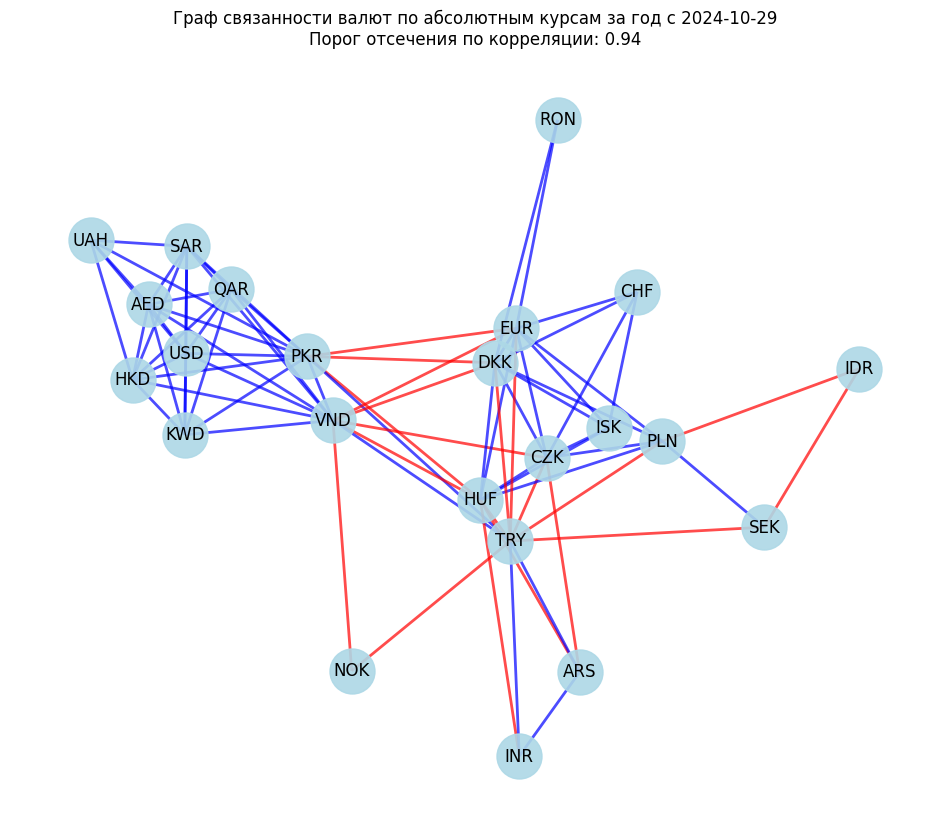 Граф связанности валют по абсолютным курсам за год с 2024-10-29
Порог отсечения по корреляции: 0.94
RON
UAH
SAR
QAR
CHF
AED
EUR
USD
PKR
DKK
IDR
HKD
VND
ISK
KWD
PLN
CZK
HUF
SEK
TRY
NOK
ARS
INR